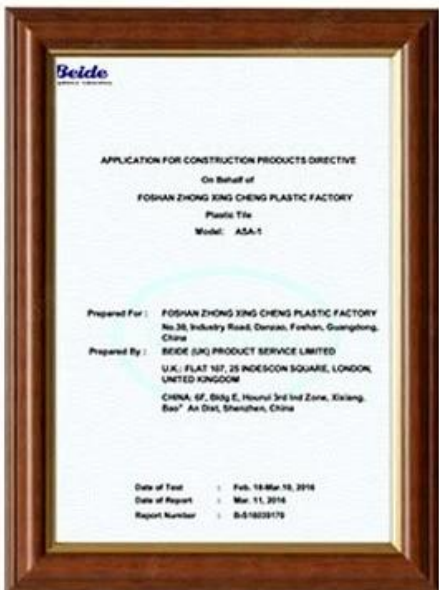 Beide
APPLICATION FOR CONSTRUCTION PRODUCTS DIRECTIVE
On Behalf of
FOSHAN ZHONG XING CHENG PLASTIC FACTORY
Plastic Tile
Model: ASA-1
Prepared For : FOSHAN ZHONG XING CHENG PLASTIC FACTORY
No.30, Industry Road, Danzao, Foshan, Guangdong,
China
Prepared By : BEIDE (UK) PRODUCT SERVICE LIMITED
U.K.: FLAT 107, 25 INDESCON SQUARE, LONDON,
UNITED KINGDOM
CHINA: 6F, Bldg E, Hourui 3rd Ind Zone, Xixiang,
Bao" An Dist, Shenzhen, China
Date of Test : Feb. 18-Mar.10, 2016
Date of Report : Mar. 11, 2016
Report Number :